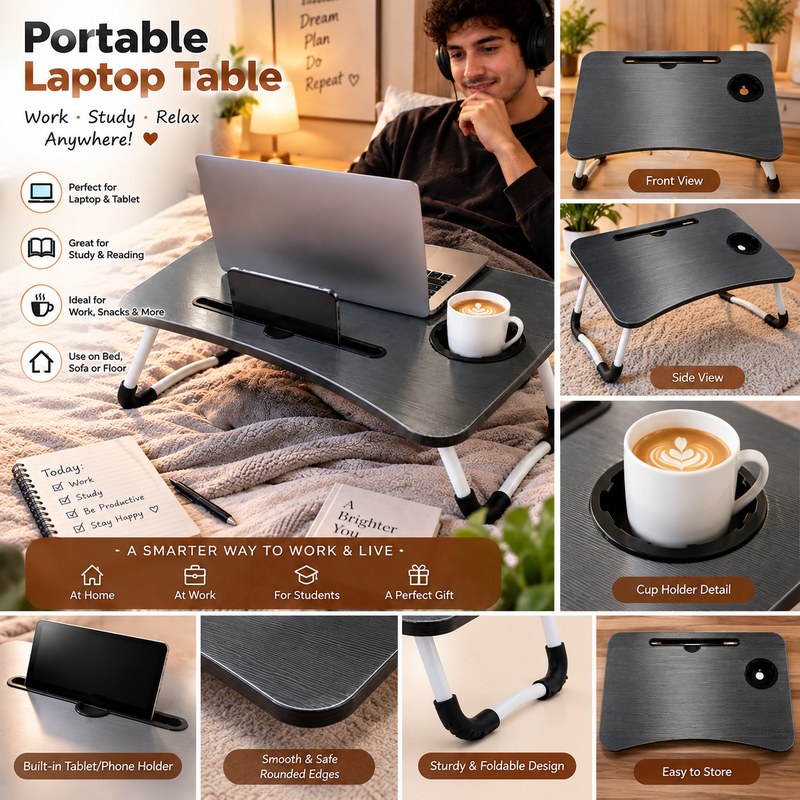 Portable
Laptop Table
Work · Study · Relax
Anywhere!
Dream
Plan
Do
Repeat ♡
Perfect for
Laptop & Tablet
Great for
Study & Reading
Ideal for
Work, Snacks & More
Use on Bed,
Sofa or Floor
Today:
Work
Study
Be Productive
Stay Happy ♡
A
Brighter
You
- A SMARTER WAY TO WORK & LIVE -
At Home
At Work
For Students
A Perfect Gift
Front View
Side View
Cup Holder Detail
Built-in Tablet/Phone Holder
Smooth & Safe
Rounded Edges
Sturdy & Foldable Design
Easy to Store